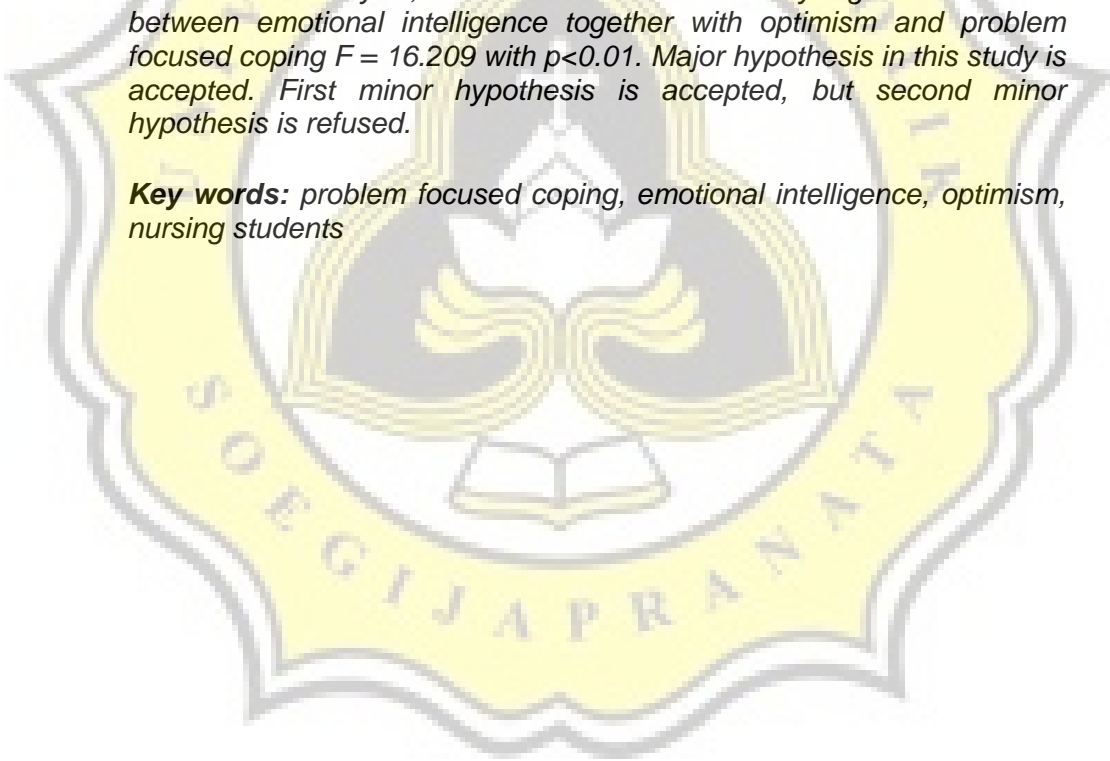 between emotional intelligence together with optimism and problem
focused coping F = 16.209 with p<0.01. Major hypothesis in this study is
accepted. First minor hypothesis is accepted, but second minor
hypothesis is refused.
Key words: problem focused coping, emotional intelligence, optimism,
nursing students
SOEGIJAPRANATA